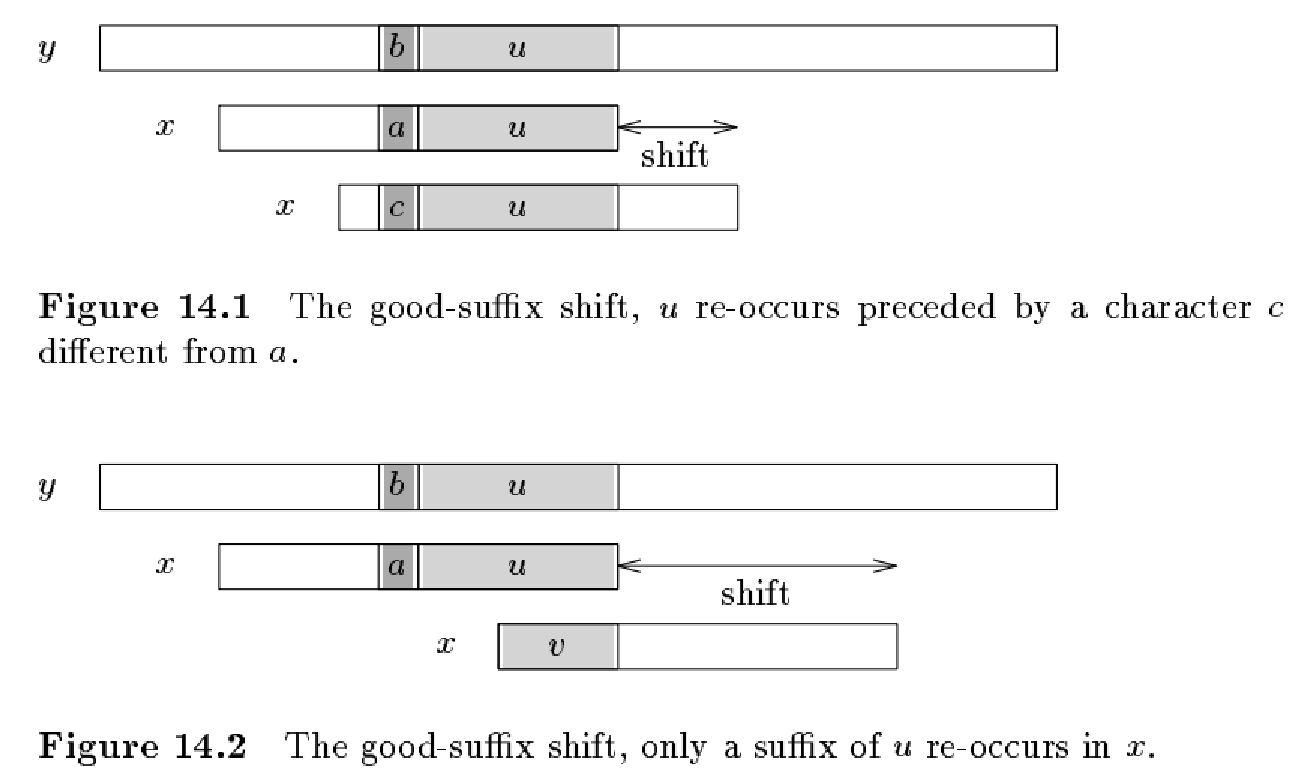 y b u
x a u
shift
x c u
Figure 14.1 The good-suffix shift, u re-occurs preceded by a character c
different from a.
y b u
x a u
shift
x v
Figure 14.2 The good-suffix shift, only a suffix of u re-occurs in x.